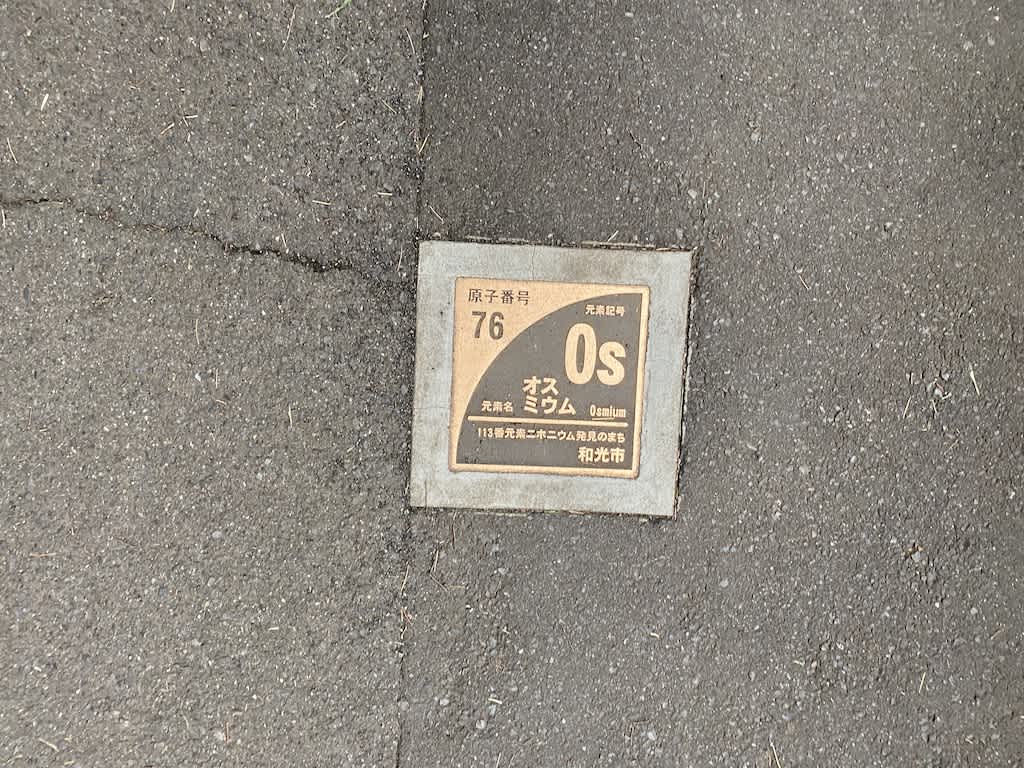 原子番号
76
元素記号
Os
元素名
オス
ミウム
Osmium
113番元素ニホニウム発見のまち
和光市